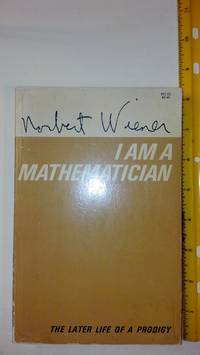 Norbert Wiener
I AM A
MATHEMATICIAN
THE LATER LIFE OF A PRODIGY